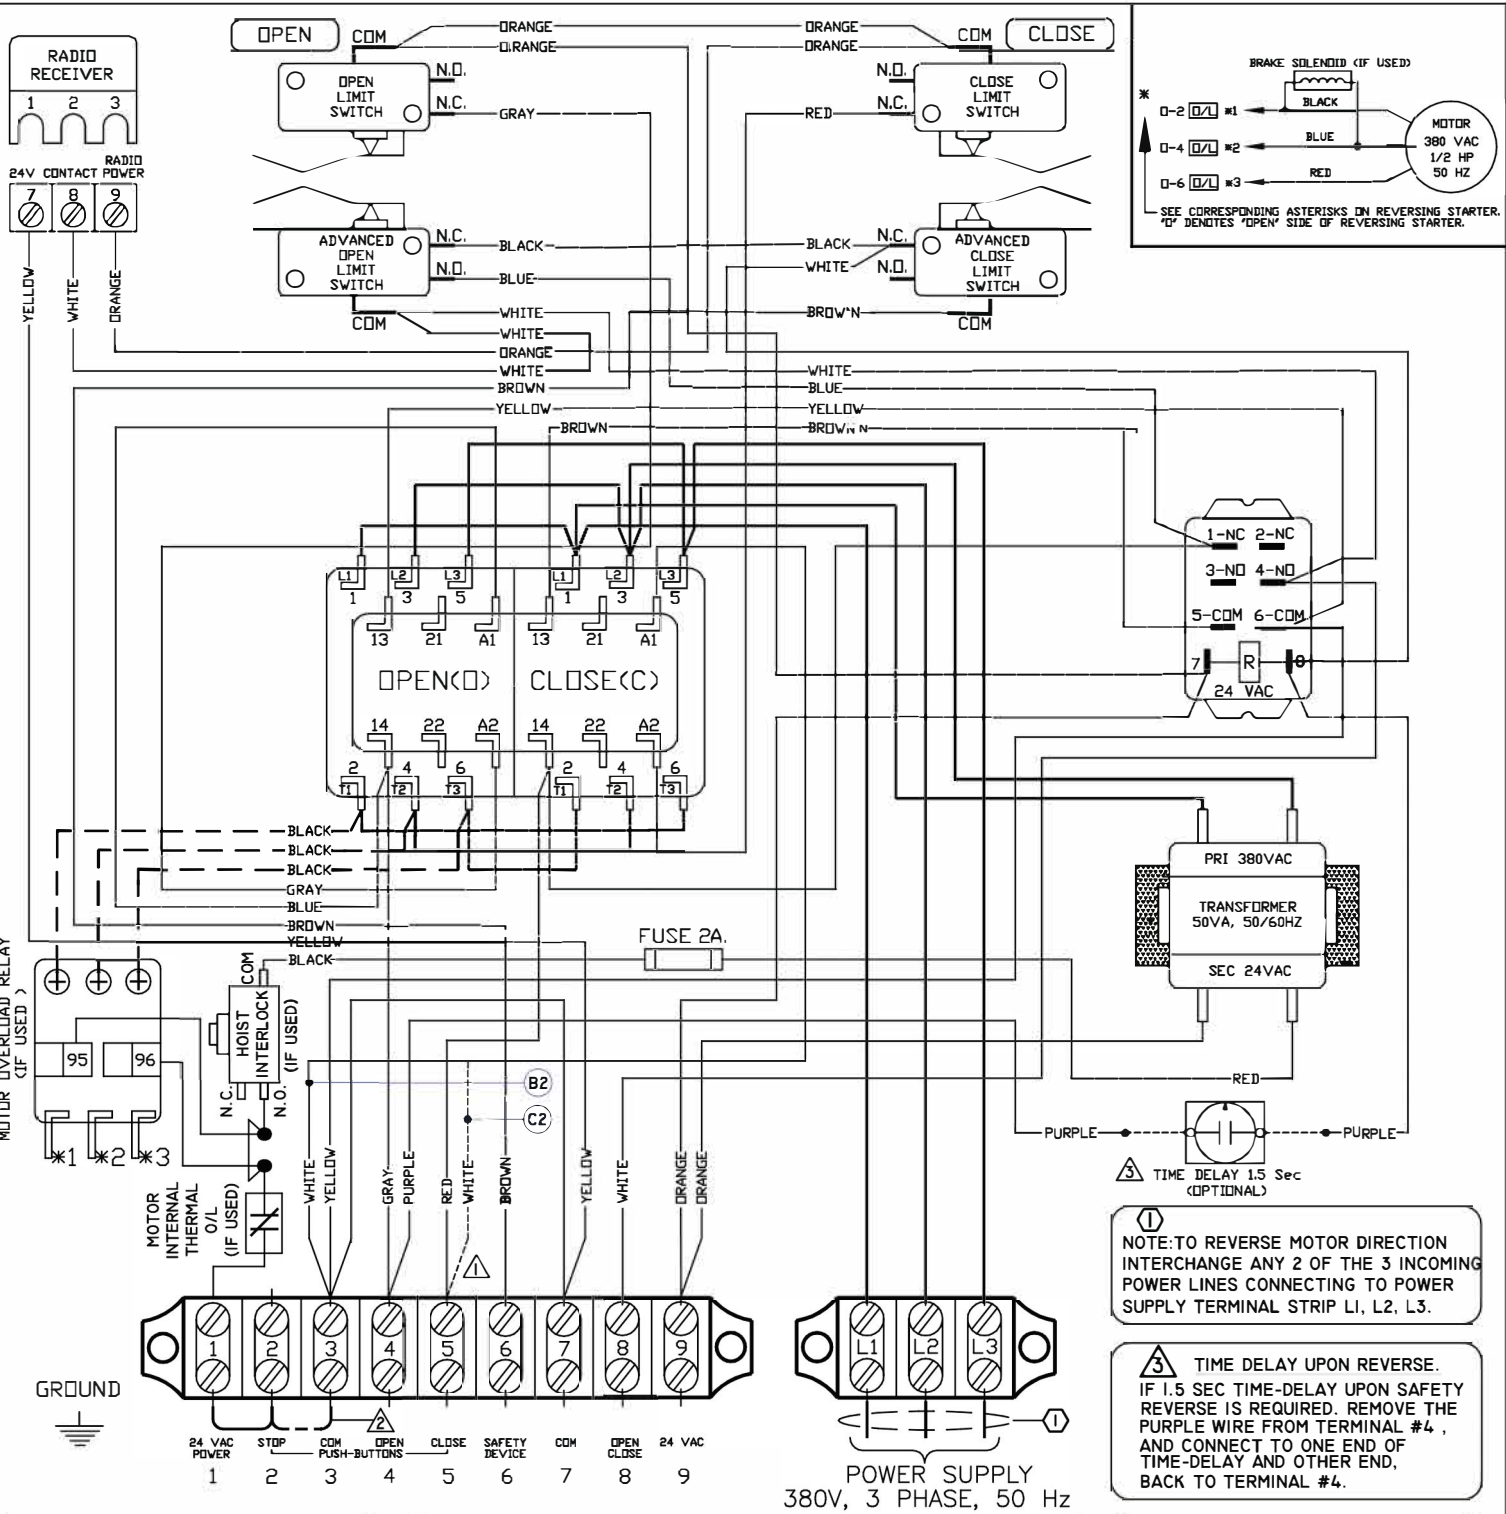 OPEN
COM
ORANGE
ORANGE
ORANGE
ORANGE
COM
CLOSE
RADIO
RECEIVER
1 2 3
24V CONTACT RADIO
POWER
7 8 9
YELLOW
WHITE
ORANGE
OPEN
LIMIT
SWITCH
N.O.
N.C.
GRAY
RED
N.O.
N.C.
CLOSE
LIMIT
SWITCH
ADVANCED
OPEN
LIMIT
SWITCH
N.C.
N.O.
COM
BLACK
BLUE
WHITE
WHITE
ORANGE
WHITE
BROWN
YELLOW
BROWN
BLACK
WHITE
BROW'N
N.C.
N.O.
ADVANCED
CLOSE
LIMIT
SWITCH
COM
WHITE
BLUE
YELLOW
BROWN N
BRAKE SOLENOID (IF USED)
*
O-2 O/L *1
BLACK
O-4 O/L *2
BLUE
O-6 O/L *3
RED
MOTOR
380 VAC
1/2 HP
50 HZ
SEE CORRESPONDING ASTERISKS ON REVERSING STARTER.
"O" DENOTES "OPEN" SIDE OF REVERSING STARTER.
L1 L2 L3 L1 L2 L3
1 3 5 1 3 5
13 21 A1 13 21 A1
OPEN(O) CLOSE(C)
14 22 A2 14 22 A2
2 4 6 2 4 6
T1 T2 T3 T1 T2 T3
1-NC 2-NC
3-NO 4-NO
5-COM 6-COM
7 R 8
24 VAC
BLACK
BLACK
BLACK
GRAY
BLUE
BROWN
YELLOW
BLACK
FUSE 2A.
PRI 380VAC
TRANSFORMER
50VA, 50/60HZ
SEC 24VAC
RED
MOTOR OVERLOAD RELAY
(IF USED )
95 96
*1 *2 *3
COM
HOIST
INTERLOCK
(IF USED)
N.C.
N.O.
MOTOR
INTERNAL
THERMAL
O/L
(IF USED)
B2
C2
WHITE
YELLOW
GRAY
PURPLE
RED
WHITE
BROWN
YELLOW
WHITE
ORANGE
ORANGE
1
PURPLE
PURPLE
3 TIME DELAY 1.5 Sec
(OPTIONAL)
1
NOTE:TO REVERSE MOTOR DIRECTION
INTERCHANGE ANY 2 OF THE 3 INCOMING
POWER LINES CONNECTING TO POWER
SUPPLY TERMINAL STRIP L1, L2, L3.
3 TIME DELAY UPON REVERSE.
IF 1.5 SEC TIME-DELAY UPON SAFETY
REVERSE IS REQUIRED. REMOVE THE
PURPLE WIRE FROM TERMINAL #4 ,
AND CONNECT TO ONE END OF
TIME-DELAY AND OTHER END,
BACK TO TERMINAL #4.
1 2 3 4 5 6 7 8 9
L1 L2 L3
GROUND
2
1
24 VAC
POWER
STOP
COM
OPEN
PUSH-BUTTONS
CLOSE
SAFETY
DEVICE
COM
OPEN
CLOSE
24 VAC
1 2 3 4 5 6 7 8 9
POWER SUPPLY
380V, 3 PHASE, 50 Hz